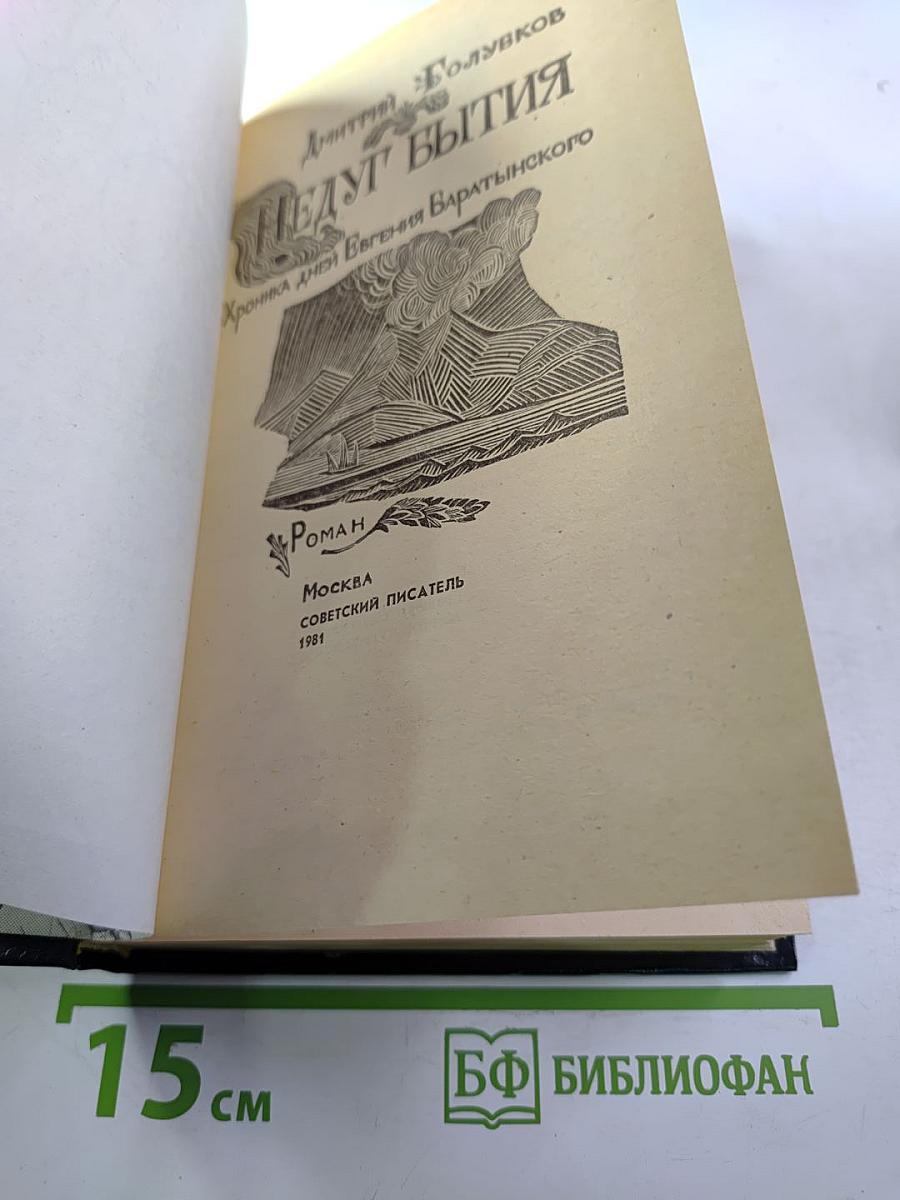 Дмитрий Голубков
Недуг бытия
Хроника дней Евгения Баратынского
Роман
Москва
СОВЕТСКИЙ ПИСАТЕЛЬ
1981
15 см
БФ БИБЛИОФАН